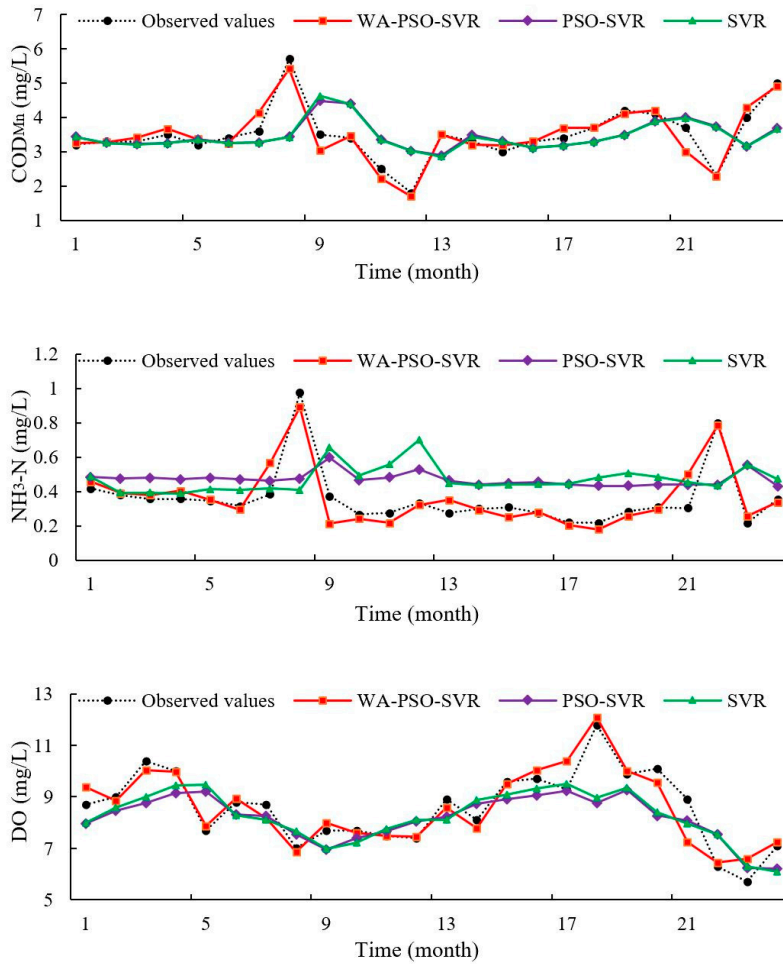 Observed values WA-PSO-SVR PSO-SVR SVR
7
6
5
4
3
2
1
CODMn (mg/L)
1 5 9 13 17 21
Time (month)
Observed values WA-PSO-SVR PSO-SVR SVR
1.2
1
0.8
0.6
0.4
0.2
0
NH3-N (mg/L)
1 5 9 13 17 21
Time (month)
Observed values WA-PSO-SVR PSO-SVR SVR
13
11
9
7
5
DO (mg/L)
1 5 9 13 17 21
Time (month)